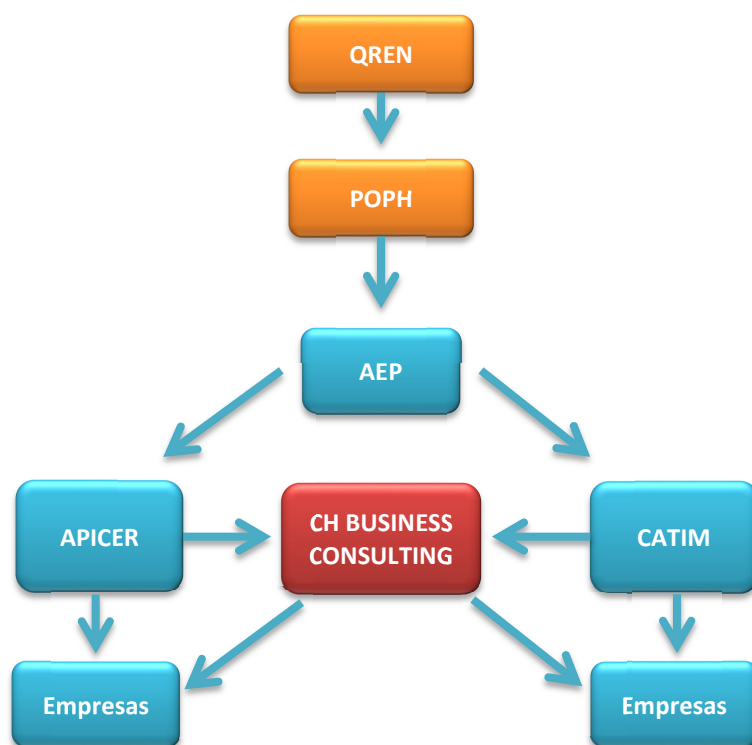 QREN
POPH
AEP
APICER
CH BUSINESS
CONSULTING
CATIM
Empresas
Empresas